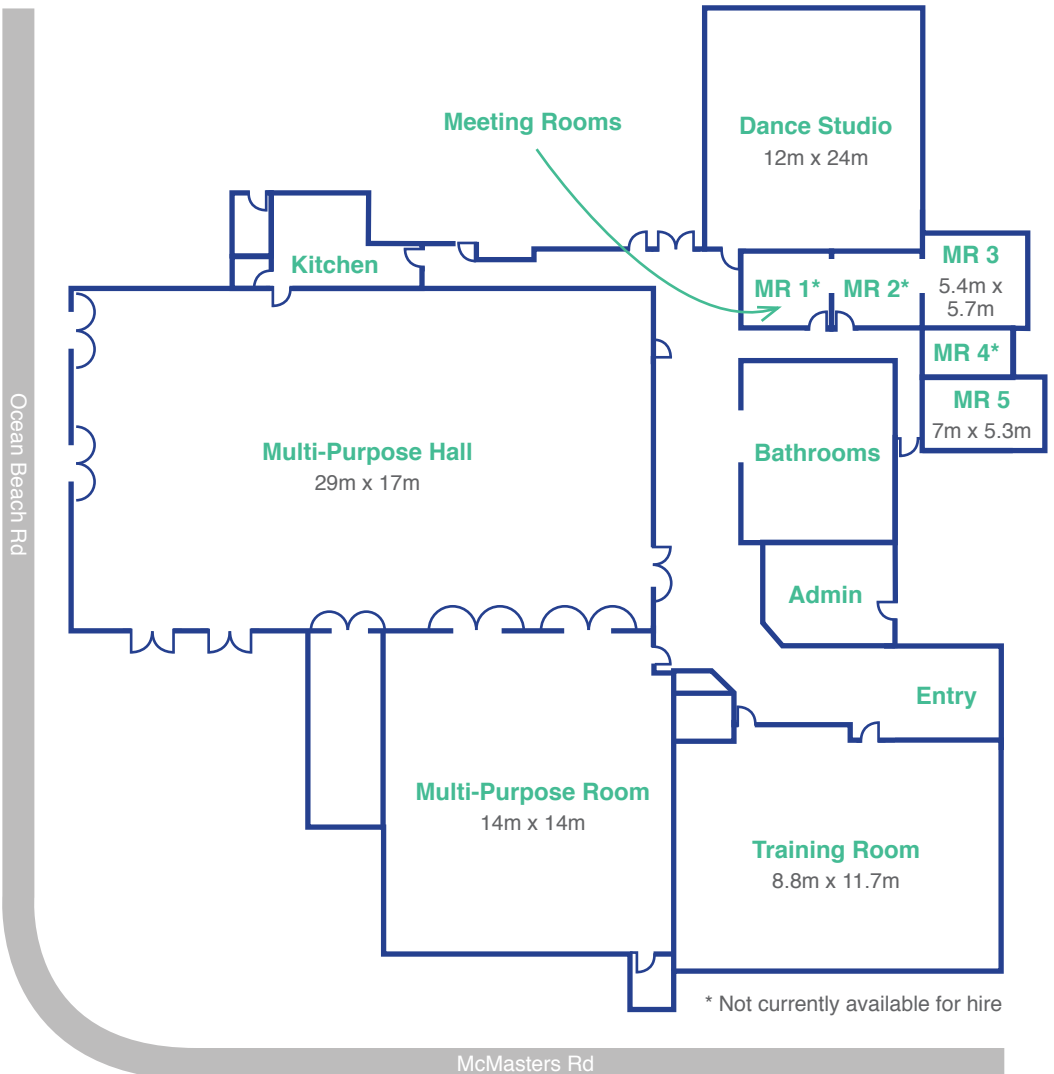 Meeting Rooms
Dance Studio
12m x 24m
Kitchen
MR 1*
MR 2*
MR 3
5.4m x
5.7m
MR 4*
MR 5
7m x 5.3m
Ocean Beach Rd
Multi-Purpose Hall
29m x 17m
Bathrooms
Admin
Entry
Multi-Purpose Room
14m x 14m
Training Room
8.8m x 11.7m
* Not currently available for hire
McMasters Rd